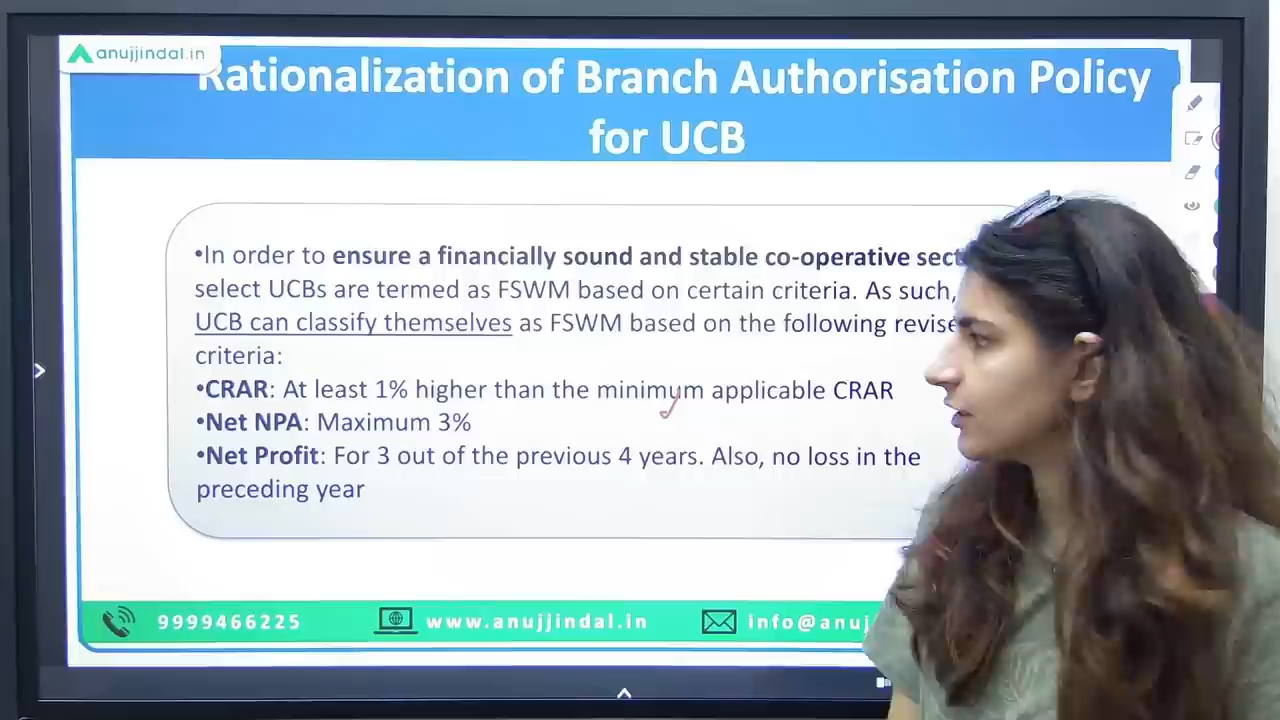 anujjindal.in
Rationalization of Branch Authorisation Policy
for UCB
•In order to ensure a financially sound and stable co-operative
select UCBs are termed as FSWM based on certain criteria. As such,
UCB can classify themselves as FSWM based on the following
criteria:
•CRAR: At least 1% higher than the minimum applicable CRAR
•Net NPA: Maximum 3%
•Net Profit: For 3 out of the previous 4 years. Also, no loss in the
preceding year
9999466225
www.anujjindal.in